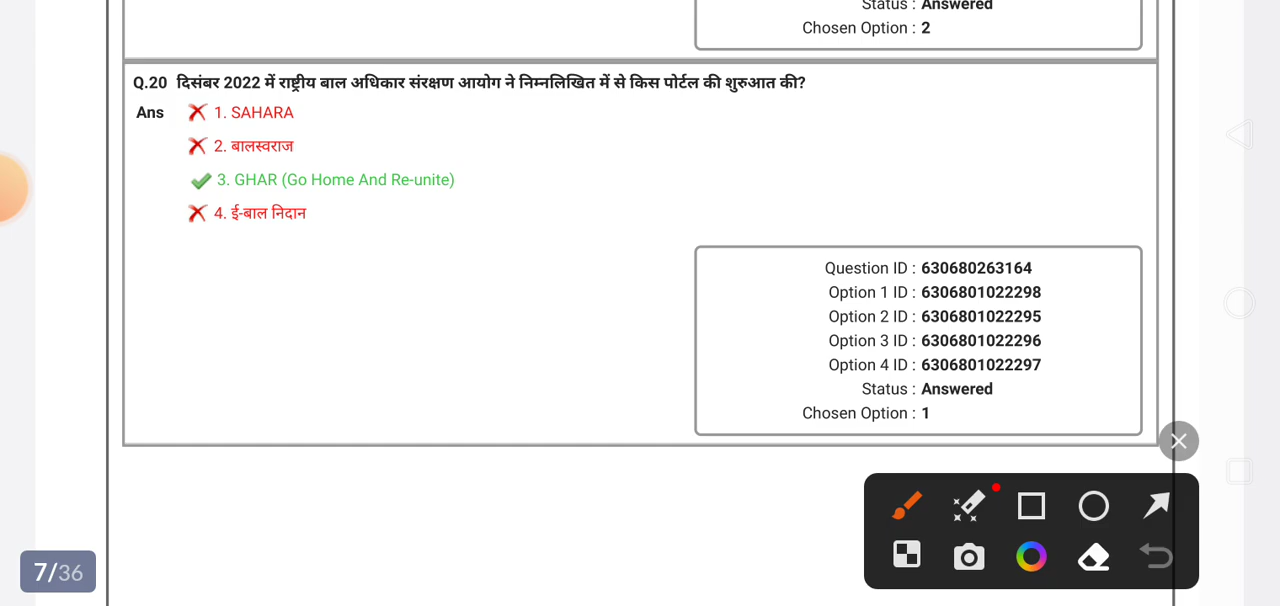 Status : Answered
Chosen Option : 2
Q.20 दिसंबर 2022 में राष्ट्रीय बाल अधिकार संरक्षण आयोग ने निम्नलिखित में से किस पोर्टल की शुरुआत की?
Ans 1. SAHARA
2. बालस्वराज
3. GHAR (Go Home And Re-unite)
4. ई-बाल निदान
Question ID : 630680263164
Option 1 ID : 6306801022298
Option 2 ID : 6306801022295
Option 3 ID : 6306801022296
Option 4 ID : 6306801022297
Status : Answered
Chosen Option : 1
7/36